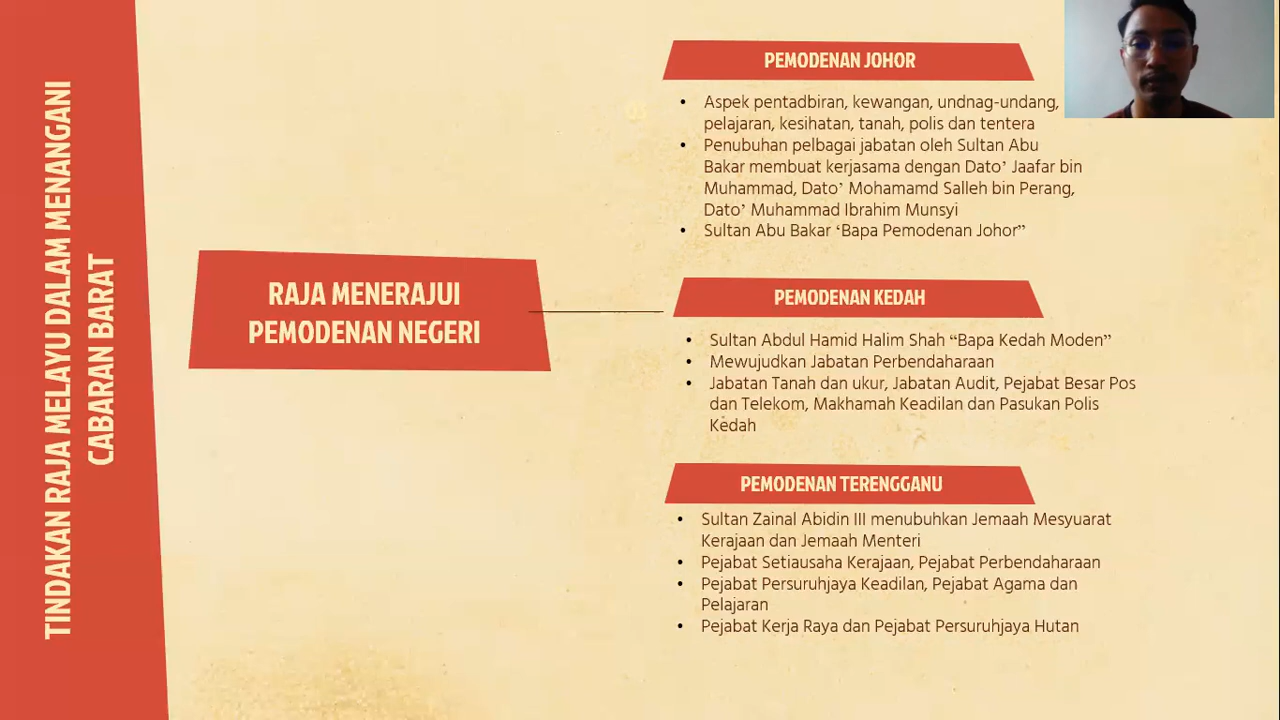 TINDAKAN RAJA MELAYU DALAM MENANGANI
CABARAN BARAT
RAJA MENERAJUI
PEMODENAN NEGERI
PEMODENAN JOHOR
• Aspek pentadbiran, kewangan, undnag-undang,
pelajaran, kesihatan, tanah, polis dan tentera
• Penubuhan pelbagai jabatan oleh Sultan Abu
Bakar membuat kerjasama dengan Dato’ Jaafar bin
Muhammad, Dato’ Mohamamd Salleh bin Perang,
Dato’ Muhammad Ibrahim Munsyi
• Sultan Abu Bakar ‘Bapa Pemodenan Johor”
PEMODENAN KEDAH
• Sultan Abdul Hamid Halim Shah “Bapa Kedah Moden”
• Mewujudkan Jabatan Perbendaharaan
• Jabatan Tanah dan ukur, Jabatan Audit, Pejabat Besar Pos
dan Telekom, Makhamah Keadilan dan Pasukan Polis
Kedah
PEMODENAN TERENGGANU
• Sultan Zainal Abidin III menubuhkan Jemaah Mesyuarat
Kerajaan dan Jemaah Menteri
• Pejabat Setiausaha Kerajaan, Pejabat Perbendaharaan
• Pejabat Persuruhjaya Keadilan, Pejabat Agama dan
Pelajaran
• Pejabat Kerja Raya dan Pejabat Persuruhjaya Hutan